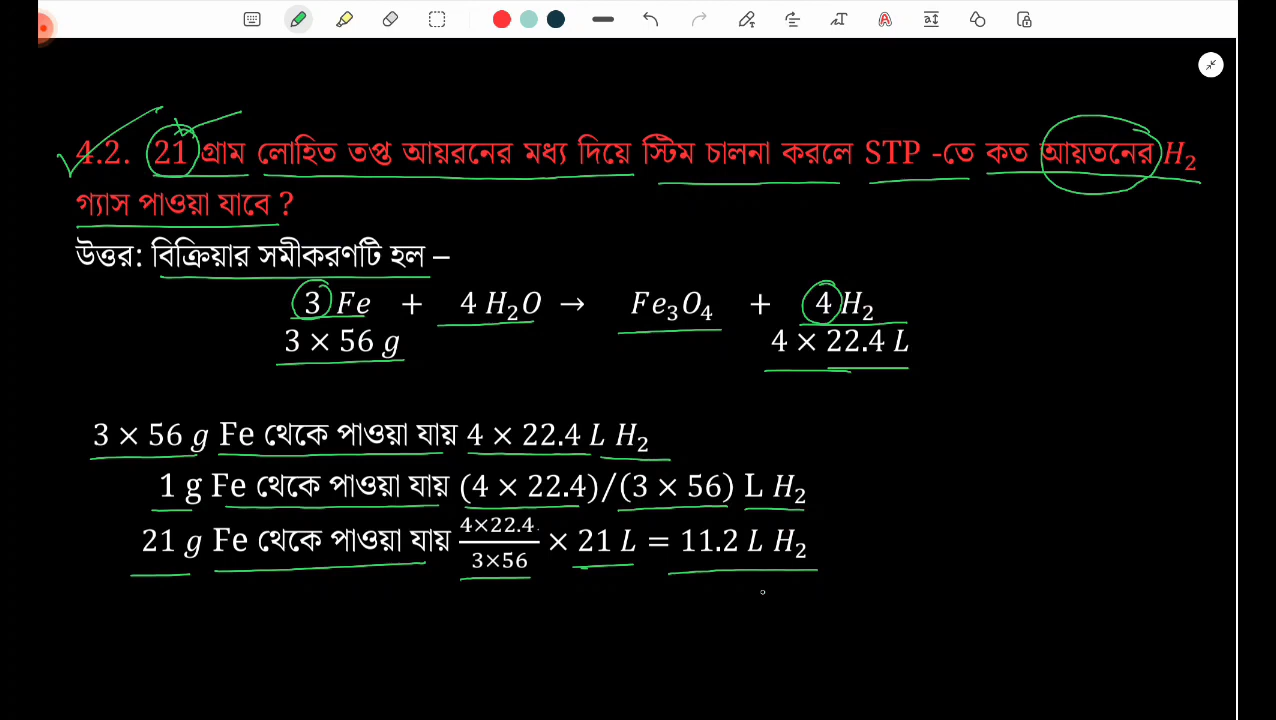 4.2. 21 গ্রাম লোহিত তপ্ত আয়রনের মধ্য দিয়ে স্টিম চালনা করলে STP -তে কত আয়তনের H₂
গ্যাস পাওয়া যাবে ?
উত্তর: বিক্রিয়ার সমীকরণটি হল –
3 Fe + 4 H₂O → Fe₃O₄ + 4 H₂
3 × 56 g 4 × 22.4 L
3 × 56 g Fe থেকে পাওয়া যায় 4 × 22.4 L H₂
1 g Fe থেকে পাওয়া যায় (4 × 22.4)/(3 × 56) L H₂
21 g Fe থেকে পাওয়া যায় (4×22.4)/(3×56) × 21 L = 11.2 L H₂